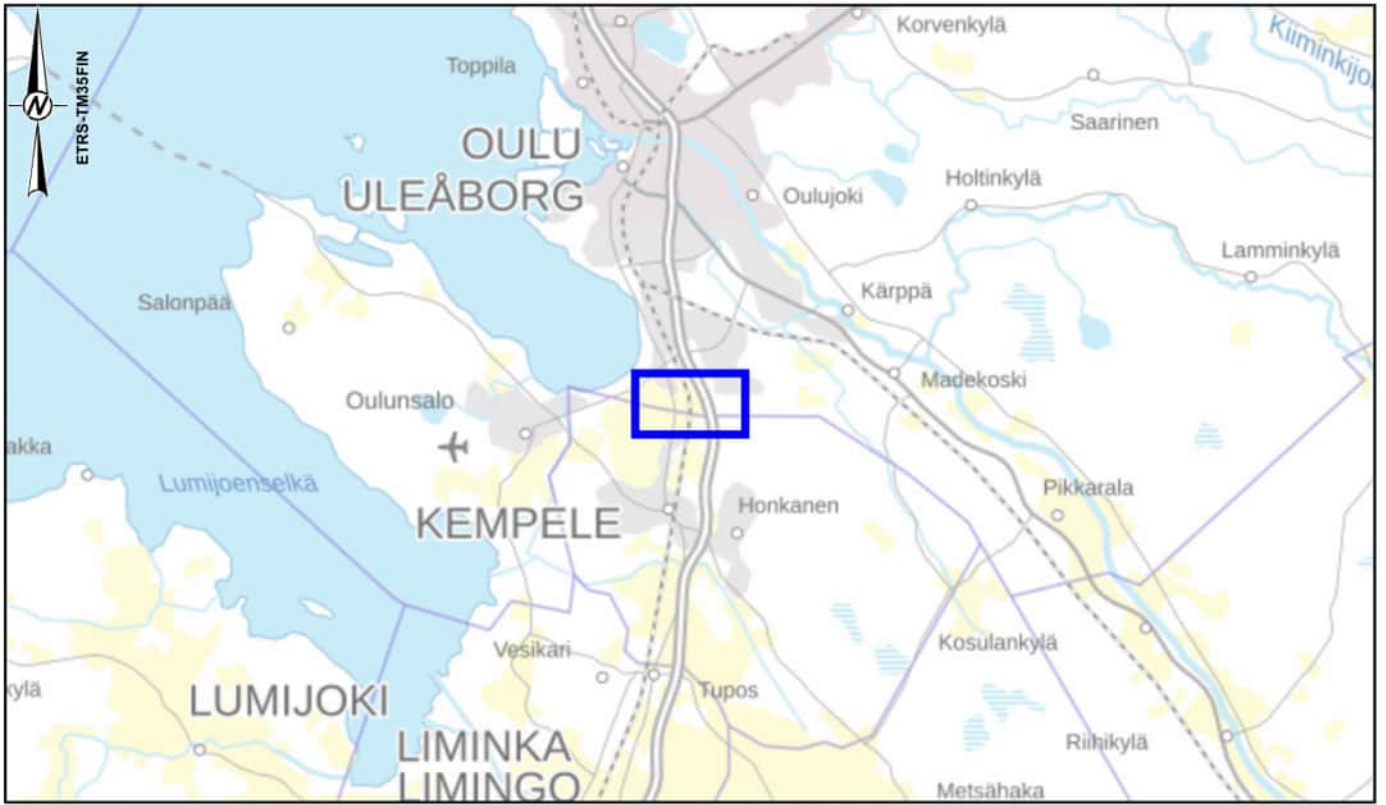 Korvenkylä
Kiiminkijo
Toppila
N
ETRS-TM35FIN
Saarinen
OULU
ULEÅBORG
Holtinkylä
Oulujoki
Lamminkylä
Kärppä
Salonpää
Madekoski
Oulunsalo
akka
Lumijoenselkä
Pikkarala
Honkanen
KEMPELE
Vesikari
Kosulankylä
kylä
Tupos
LUMIJOKI
Riihikylä
LIMINKA
LIMINGO
Metsähaka